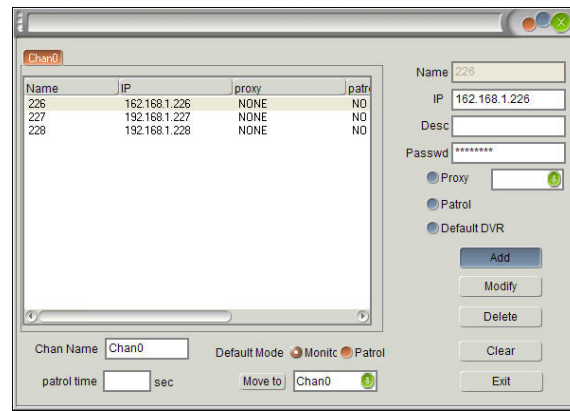 Chan0
Name IP proxy patr
226 162.168.1.226 NONE NO
227 192.168.1.227 NONE NO
228 192.168.1.228 NONE NO
Name 226
IP 162.168.1.226
Desc
Passwd ********
Proxy
Patrol
Default DVR
Add
Modify
Delete
Clear
Exit
Chan Name Chan0
Default Mode Monitc Patrol
patrol time sec
Move to Chan0